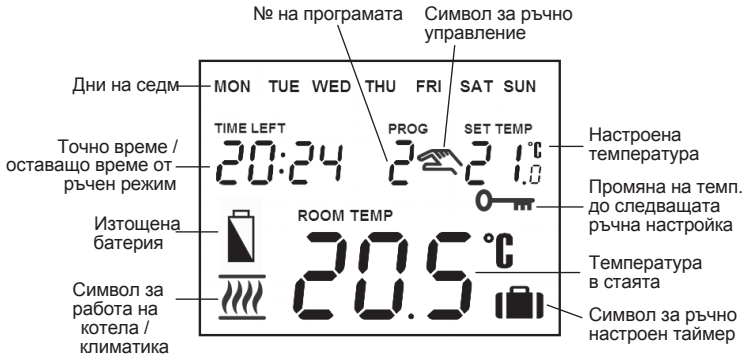 № на програмата
Символ за ръчно
управление
Дни на седм
MON TUE WED THU FRI SAT SUN
Точно време /
оставащо време от
ръчен режим
TIME LEFT
PROG
SET TEMP
20:24
2
21.0 °C
Настроена
температура
Промяна на темп.
до следващата
ръчна настройка
Изтощена
батерия
ROOM TEMP
20.5 °C
Температура
в стаята
Символ за
работа на
котела /
климатика
Символ за ръчно
настроен таймер